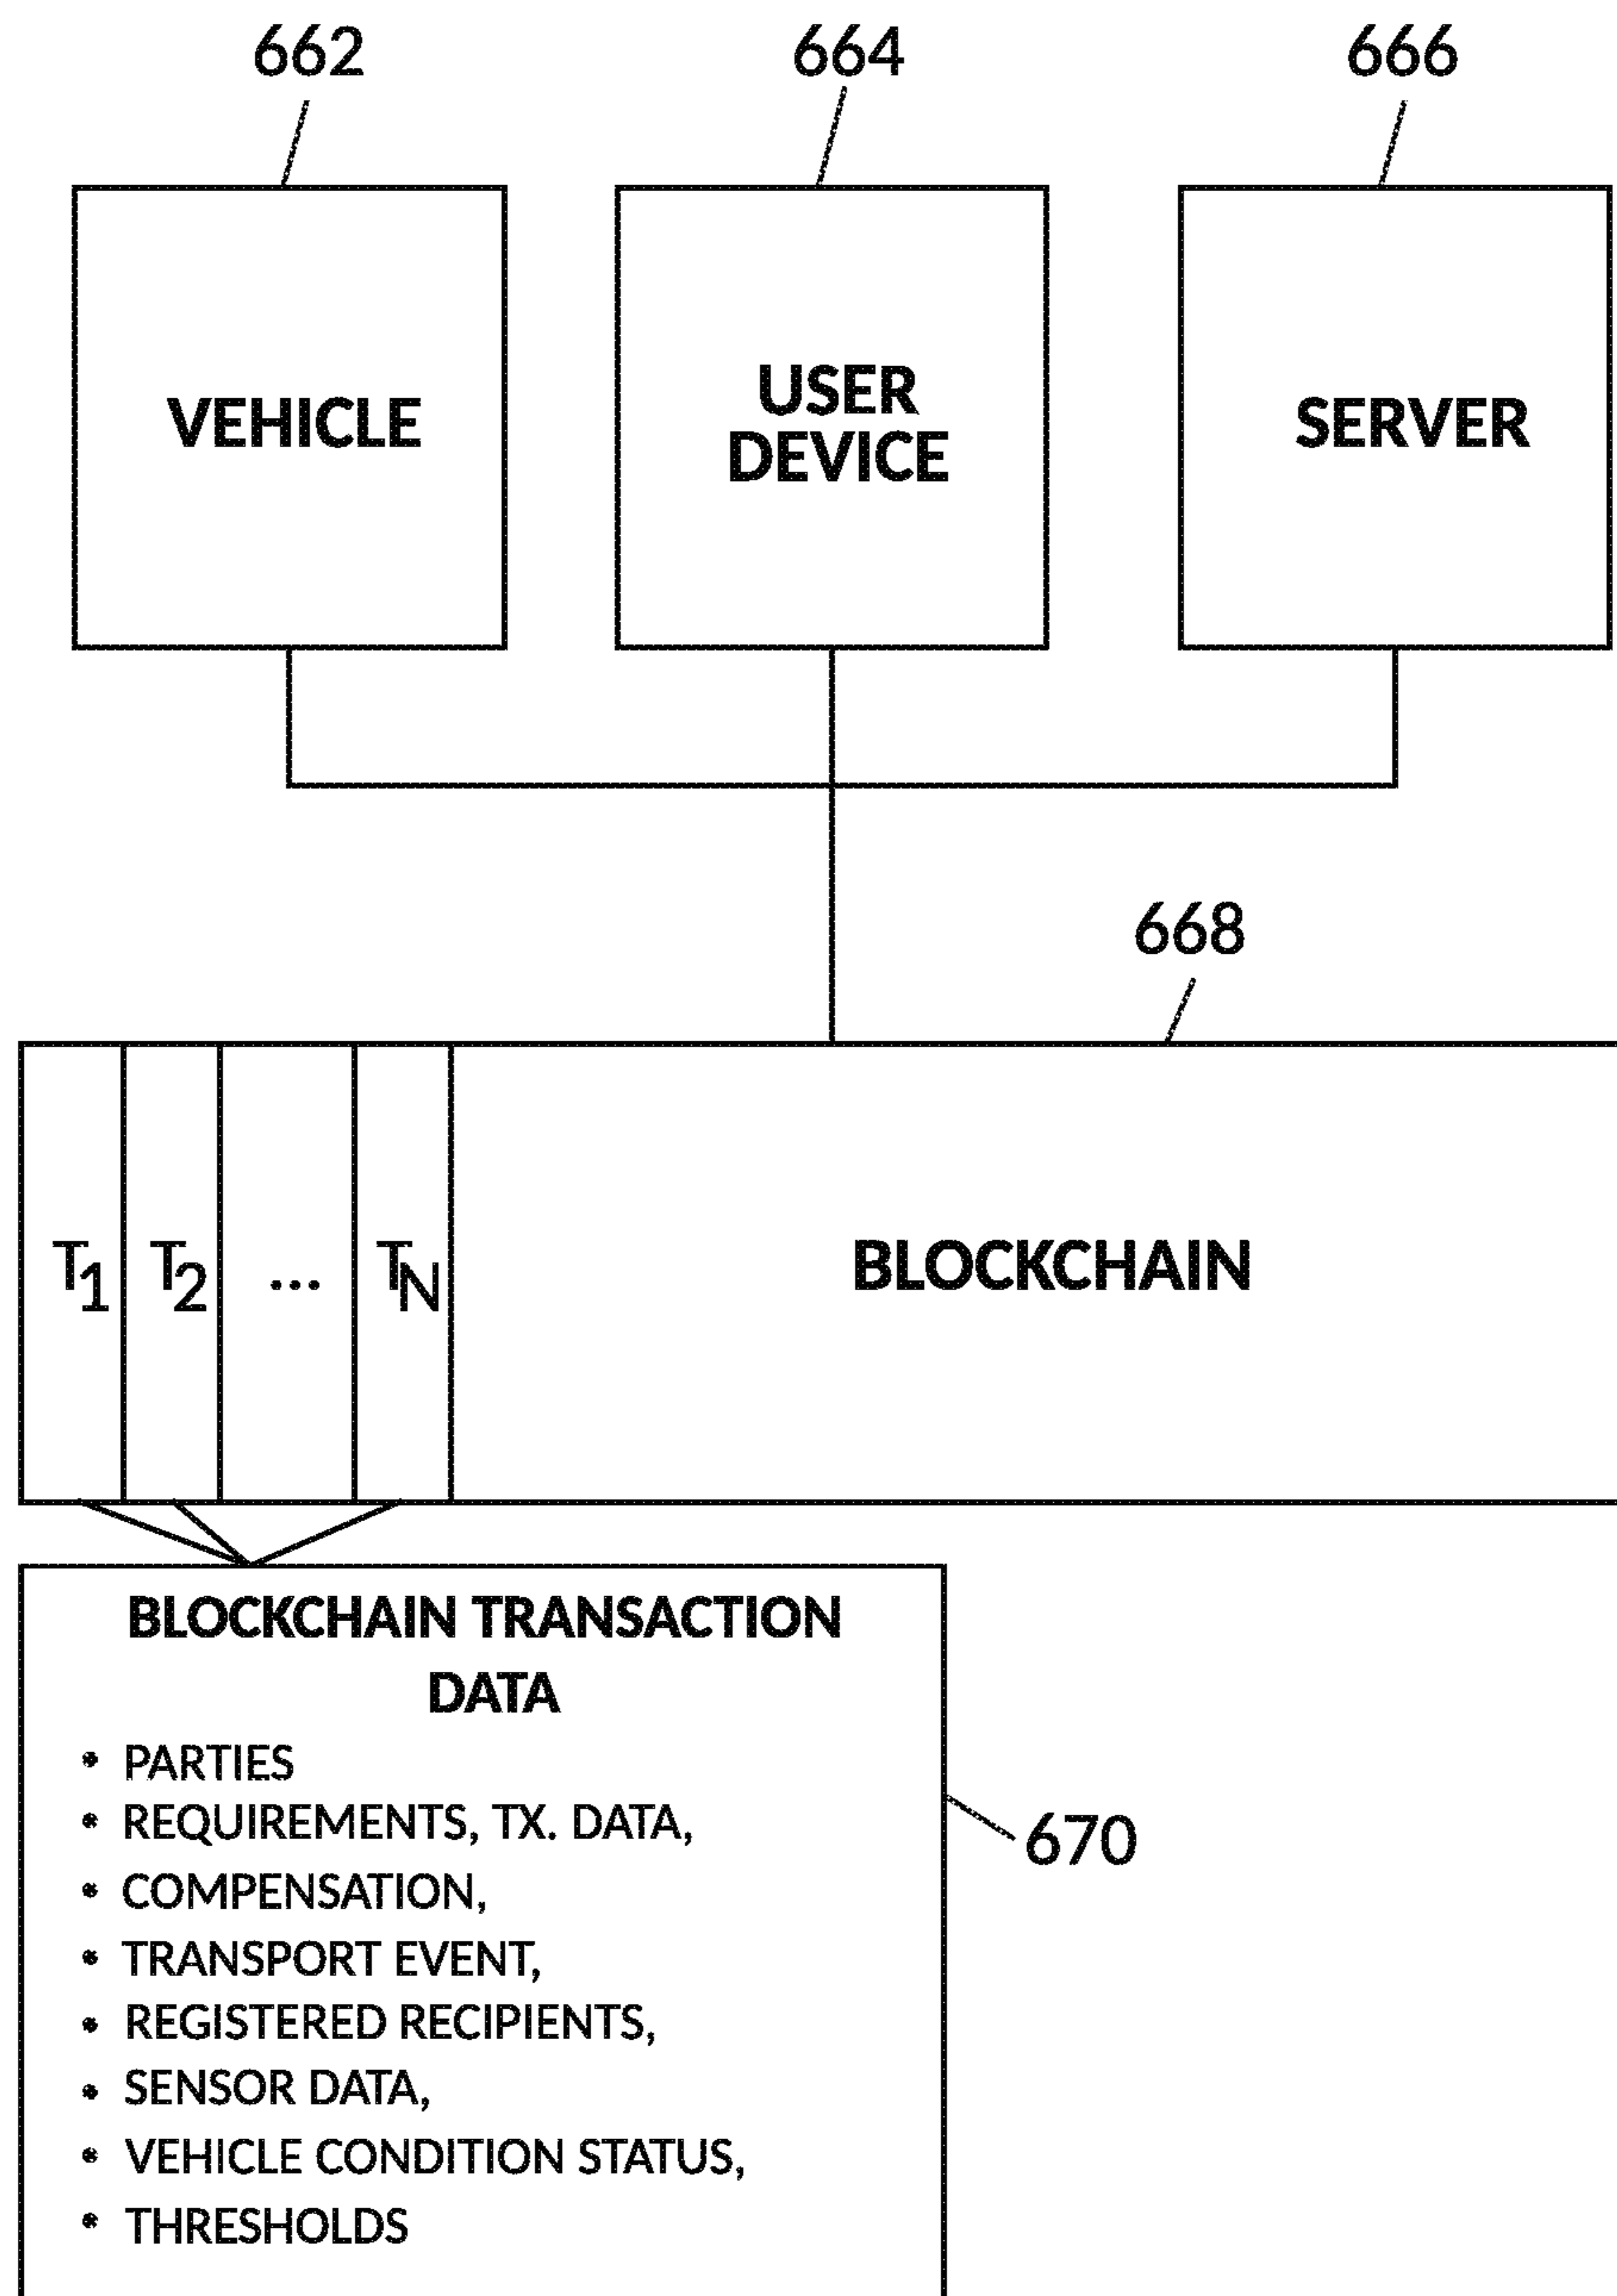 662
664
666
VEHICLE
USER
DEVICE
SERVER
668
T1
T2
...
TN
BLOCKCHAIN
BLOCKCHAIN TRANSACTION
DATA
• PARTIES
• REQUIREMENTS, TX. DATA,
• COMPENSATION,
• TRANSPORT EVENT,
• REGISTERED RECIPIENTS,
• SENSOR DATA,
• VEHICLE CONDITION STATUS,
• THRESHOLDS
670